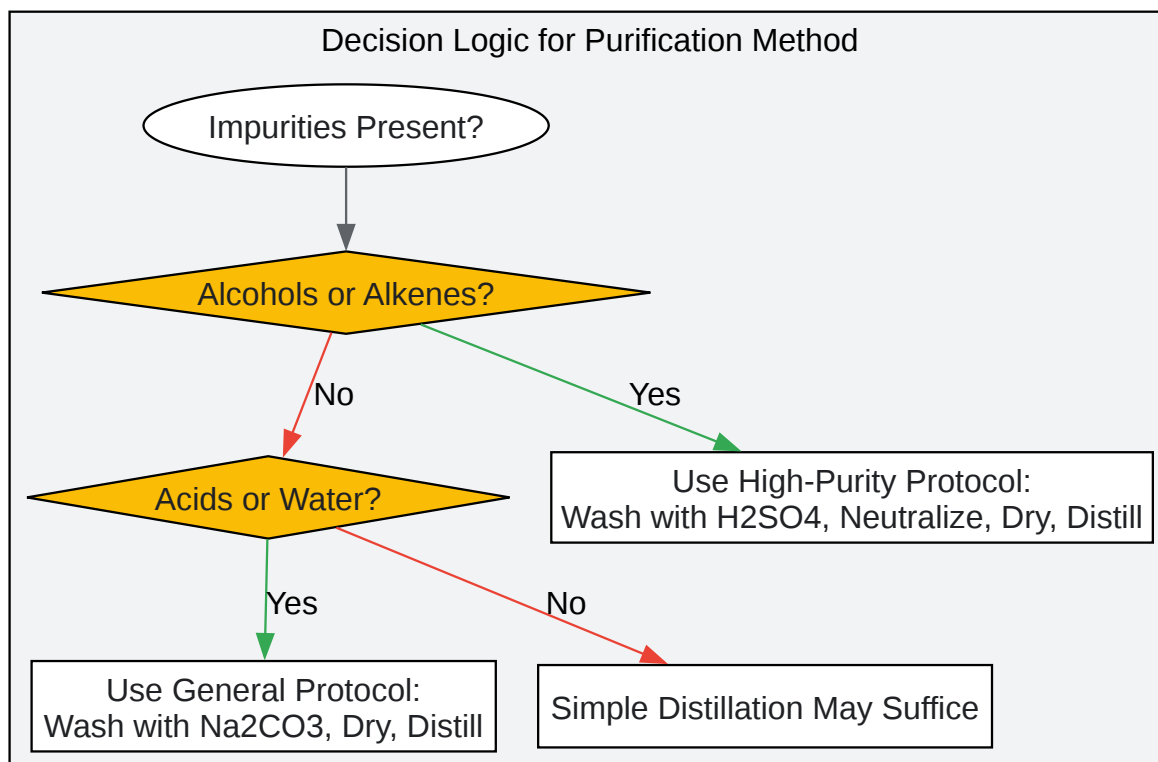 Decision Logic for Purification Method
Impurities Present?
Alcohols or Alkenes?
No
Yes
Acids or Water?
Use High-Purity Protocol:
Wash with H2SO4, Neutralize, Dry, Distill
Yes
No
Use General Protocol:
Wash with Na2CO3, Dry, Distill
Simple Distillation May Suffice